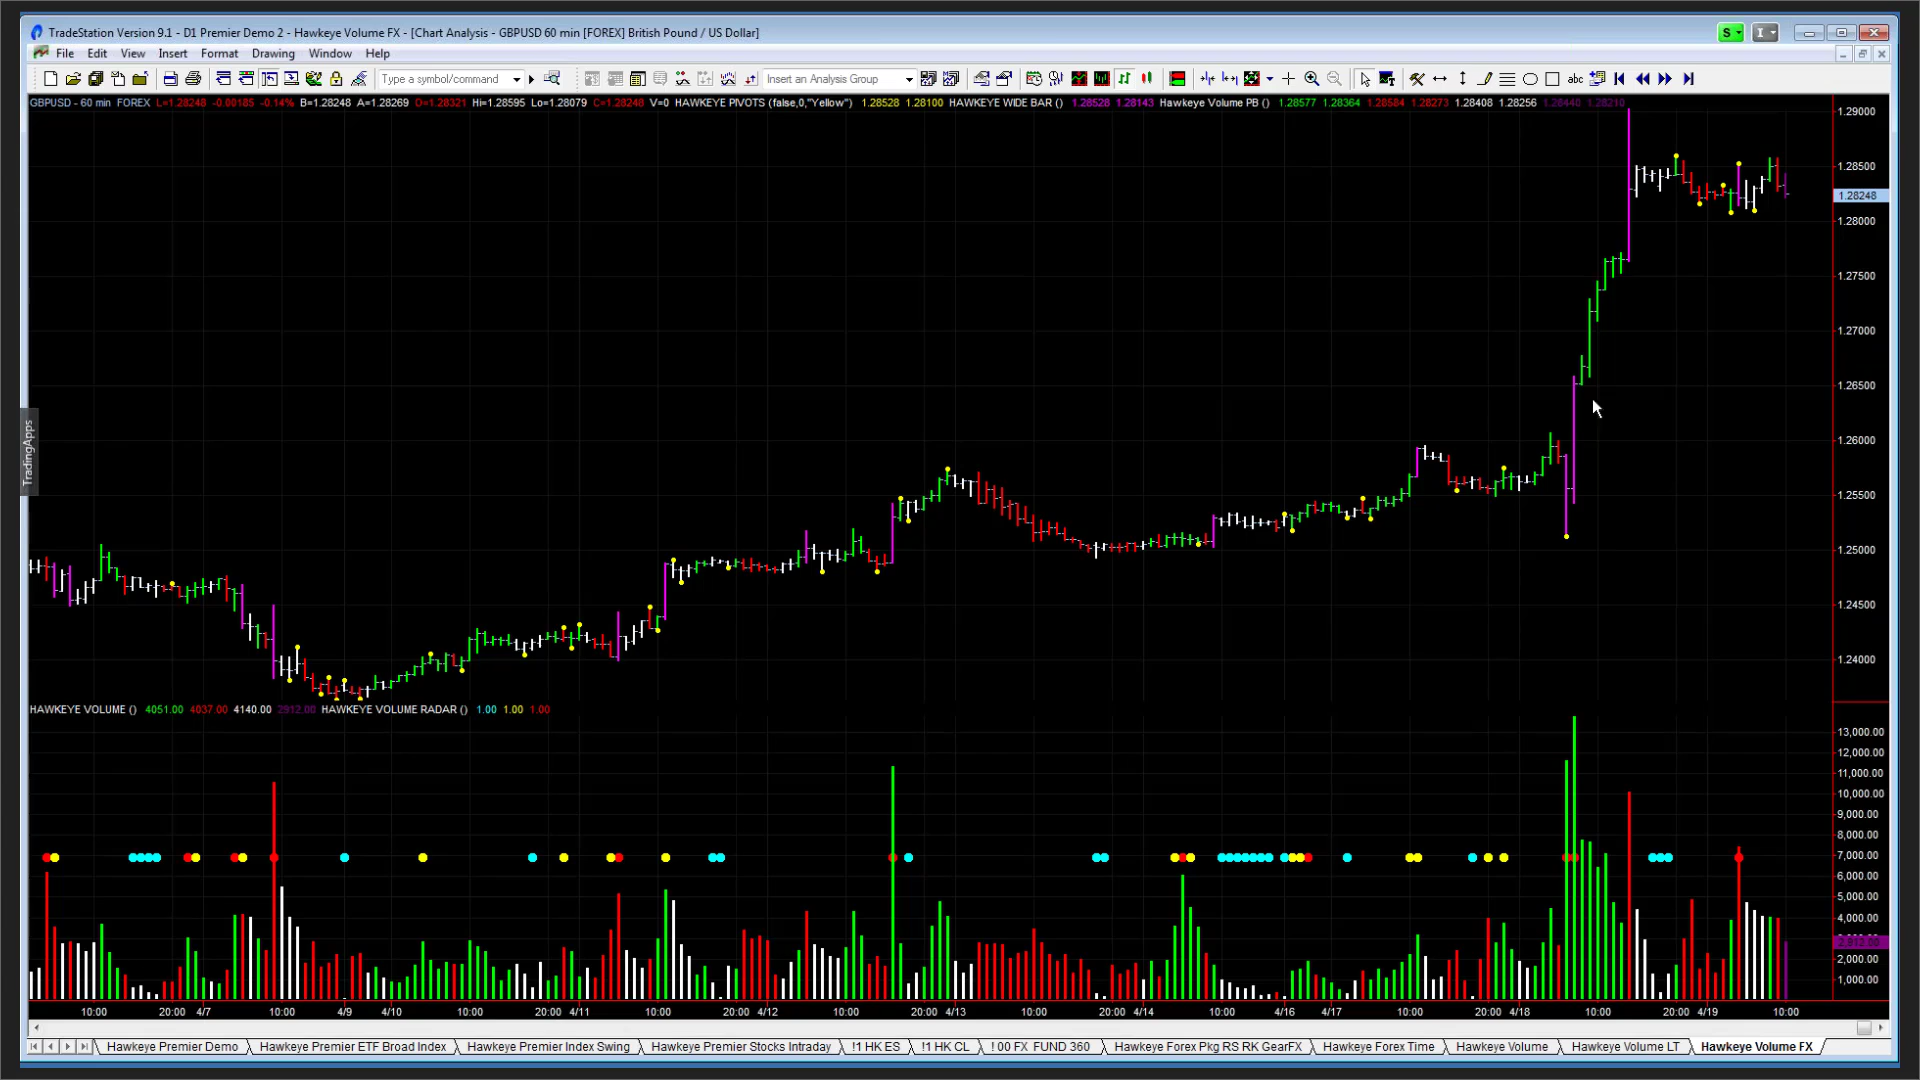 TradeStation Version 9.1 - D1 Premier Demo 2 - Hawkeye Volume FX - [Chart Analysis - GBPUSD 60 min [FOREX] British Pound / US Dollar]
S
I
File Edit View Insert Format Drawing Window Help
Type a symbol/command
Insert an Analysis Group
abc
GBPUSD - 60 min FOREX L=1.28248 -0.00185 -0.14% B=1.28248 A=1.28269 O=1.28321 Hi=1.28595 Lo=1.28079 C=1.28248 V=0 HAWKEYE PIVOTS (false,0,"Yellow") 1.28528 1.28100 HAWKEYE WIDE BAR () 1.28528 1.28143 Hawkeye Volume PB () 1.28577 1.28364 1.28584 1.28273 1.28408 1.28256 1.28440 1.28210
1.29000
1.28500
1.28248
1.28000
1.27500
1.27000
1.26500
1.26000
1.25500
1.25000
1.24500
1.24000
TradingApps
HAWKEYE VOLUME () 4051.00 4037.00 4140.00 2912.00 HAWKEYE VOLUME RADAR () 1.00 1.00 1.00
13,000.00
12,000.00
11,000.00
10,000.00
9,000.00
8,000.00
7,000.00
6,000.00
5,000.00
4,000.00
2,912.00
2,000.00
1,000.00
10:00 20:00 4/7 10:00 4/9 4/10 10:00 20:00 4/11 10:00 20:00 4/12 10:00 20:00 4/13 10:00 20:00 4/14 10:00 4/16 4/17 10:00 20:00 4/18 10:00 20:00 4/19 10:00
Hawkeye Premier Demo Hawkeye Premier ETF Broad Index Hawkeye Premier Index Swing Hawkeye Premier Stocks Intraday !1 HK ES !1 HK CL ! 00 FX FUND 360 Hawkeye Forex Pkg RS RK GearFX Hawkeye Forex Time Hawkeye Volume Hawkeye Volume LT Hawkeye Volume FX